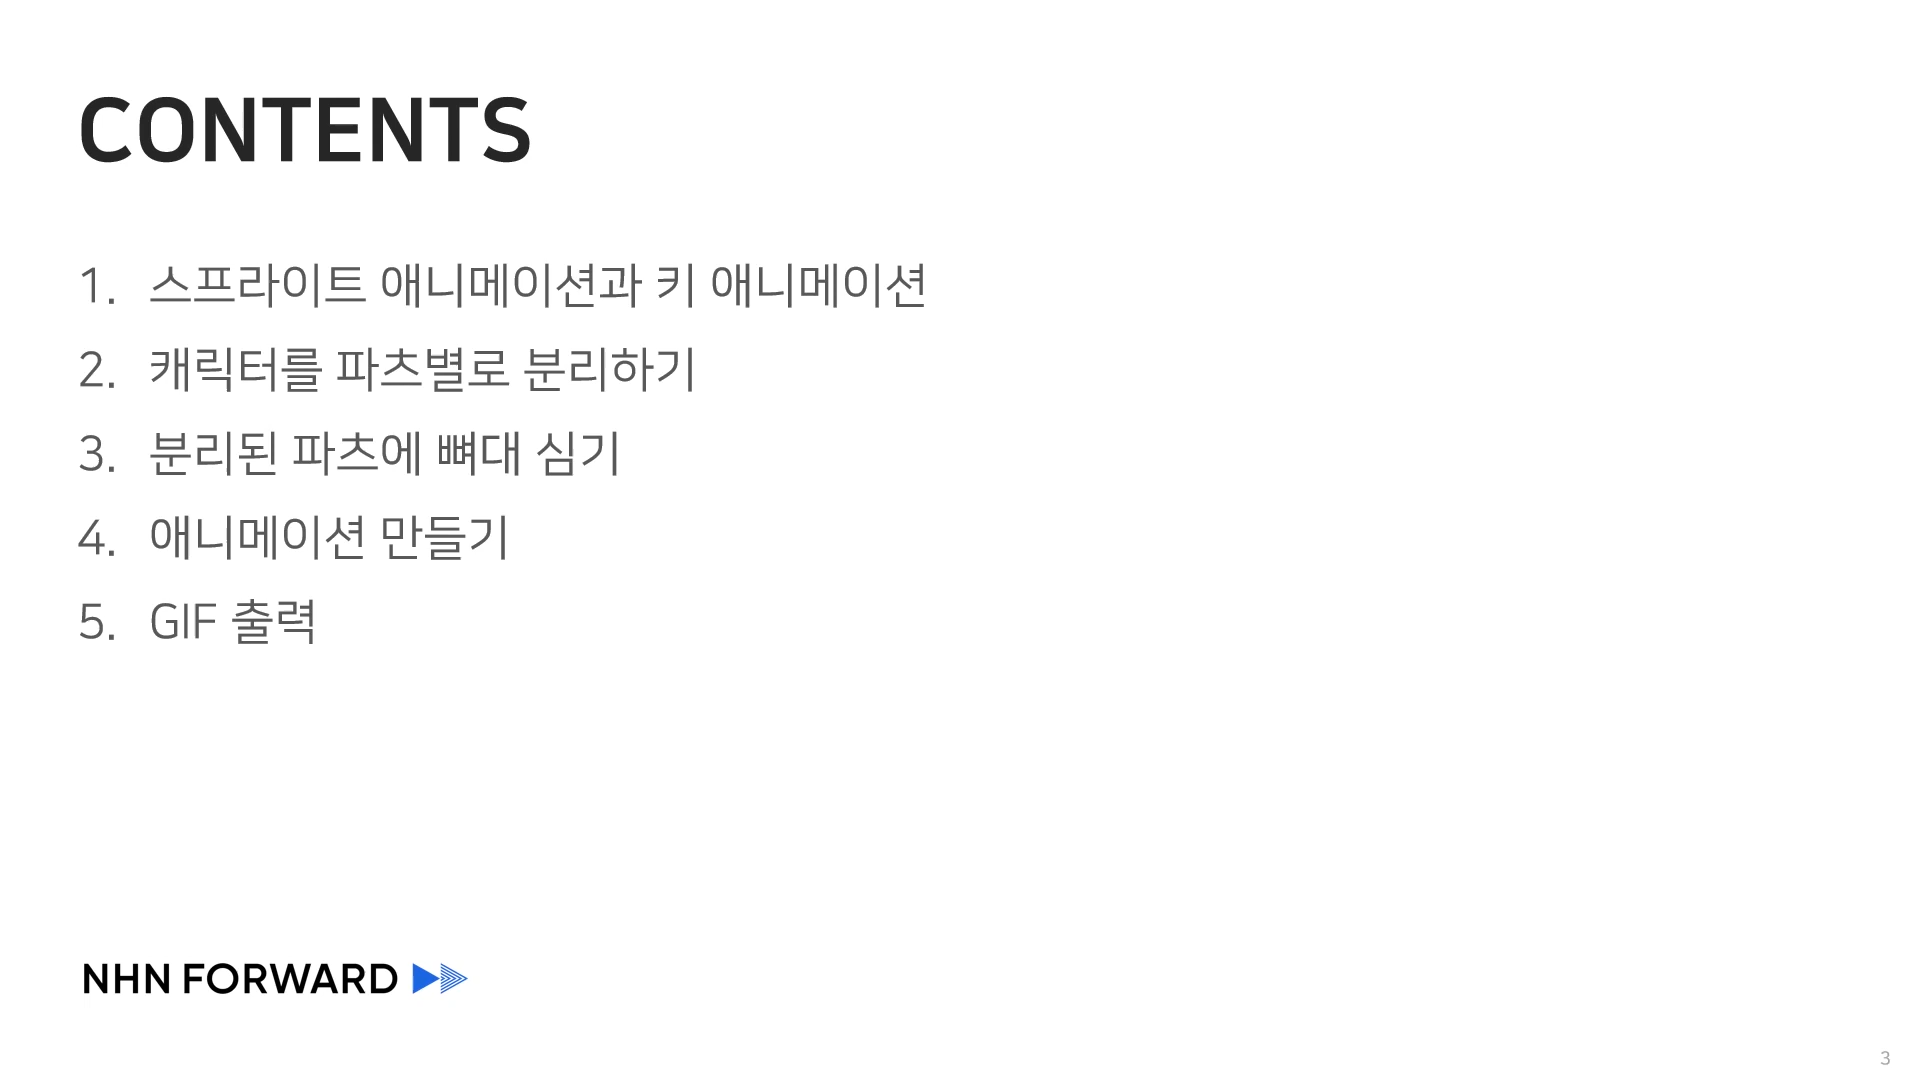 CONTENTS
1. 스프라이트 애니메이션과 키 애니메이션
2. 캐릭터를 파츠별로 분리하기
3. 분리된 파츠에 뼈대 심기
4. 애니메이션 만들기
5. GIF 출력
NHN FORWARD
3